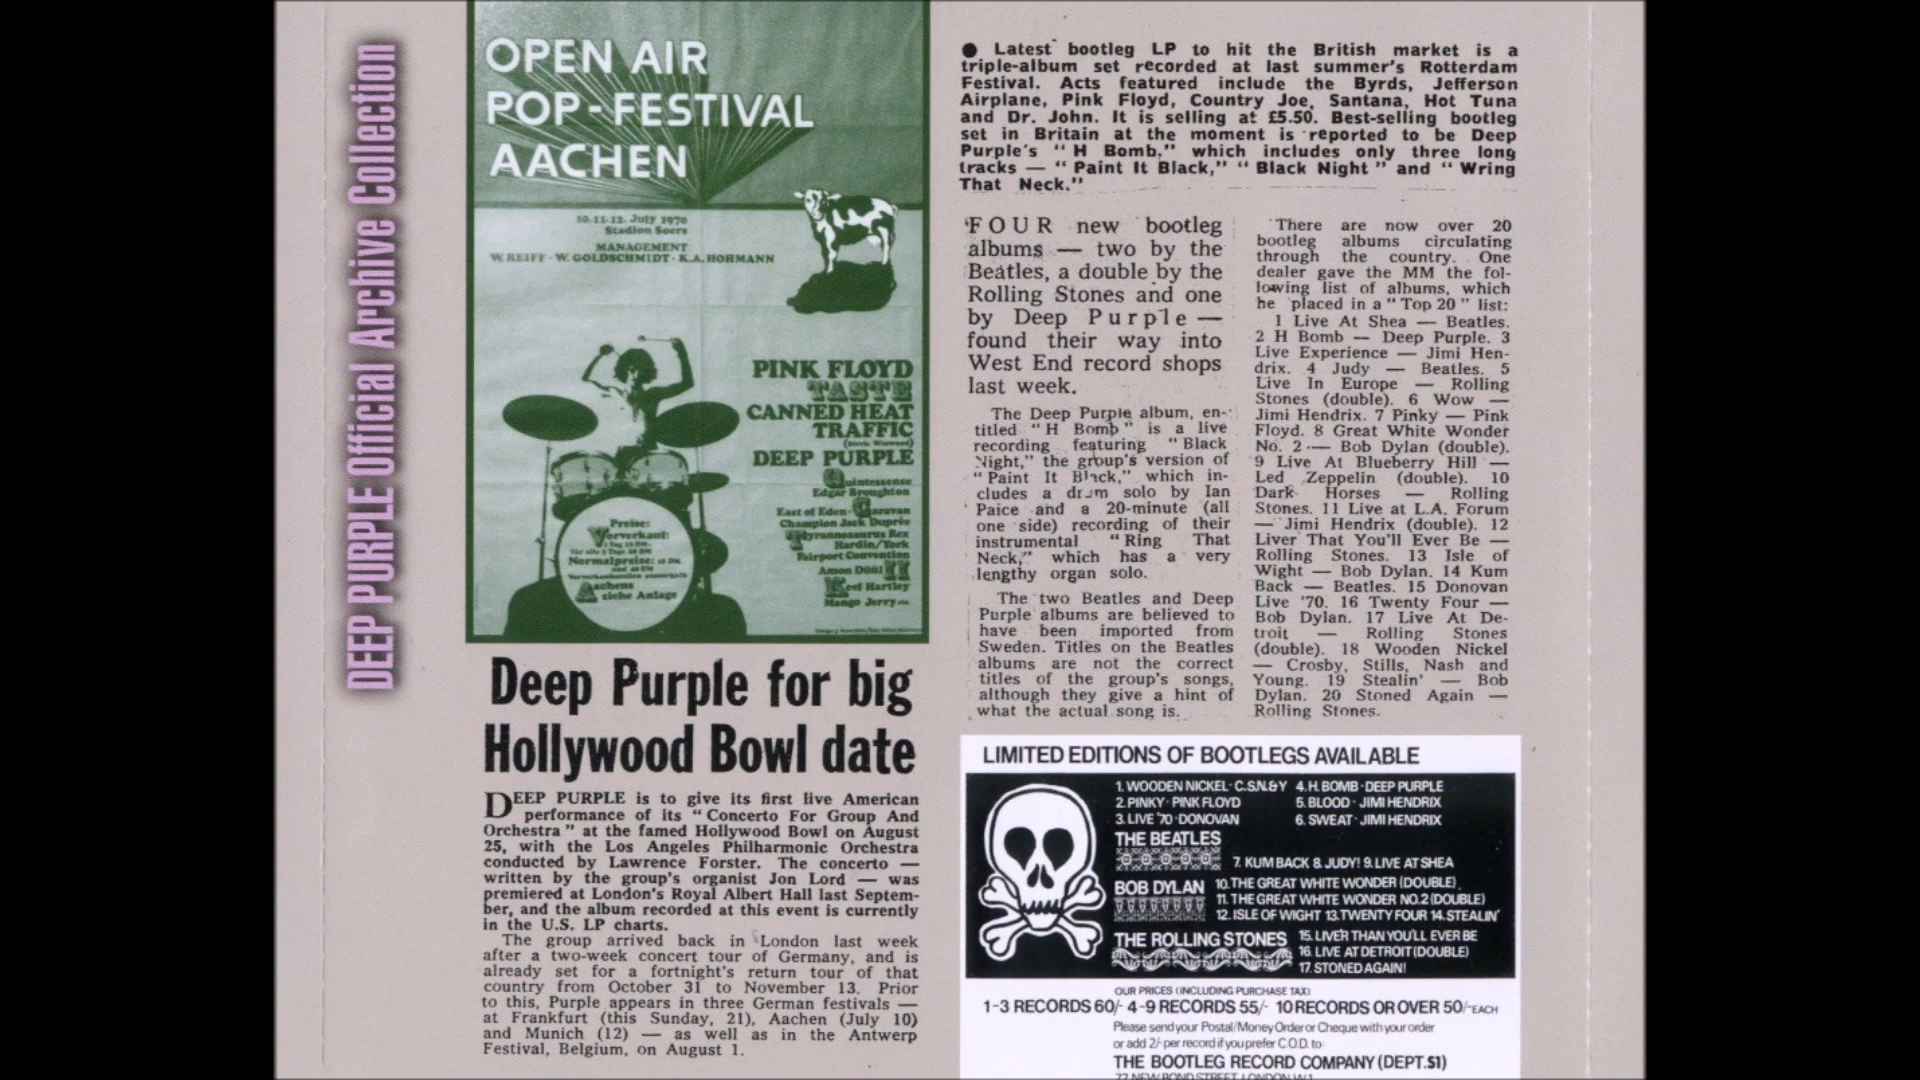 DEEP PURPLE Official Archive Collection
OPEN AIR
POP-FESTIVAL
AACHEN
10.-11.-12. July 1970
Stadion Soers
MANAGEMENT
W. REIFF · W. GOLDSCHMIDT · K.A. HOHMANN
PINK FLOYD
TASTE
CANNED HEAT
TRAFFIC
(Stevie Winwood)
DEEP PURPLE
Quintessence
Edgar Broughton
East of Eden · Caravan
Champion Jack Dupree
Tyrannosaurus Rex
Hardin/York
Fairport Convention
Amon Düül II
Keef Hartley
Mungo Jerry
Preise:
Vorverkauf:
Normalpreise:
Aachens
siehe Anlage
Deep Purple for big
Hollywood Bowl date
DEEP PURPLE is to give its first live American
performance of its "Concerto For Group And
Orchestra" at the famed Hollywood Bowl on August
25, with the Los Angeles Philharmonic Orchestra
conducted by Lawrence Forster. The concerto —
written by the group's organist Jon Lord — was
premiered at London's Royal Albert Hall last Septem-
ber, and the album recorded at this event is currently
in the U.S. LP charts.
The group arrived back in London last week
after a two-week concert tour of Germany, and is
already set for a fortnight's return tour of that
country from October 31 to November 13. Prior
to this, Purple appears in three German festivals —
at Frankfurt (this Sunday, 21), Aachen (July 10)
and Munich (12) — as well as in the Antwerp
Festival, Belgium, on August 1.
● Latest bootleg LP to hit the British market is a
triple-album set recorded at last summer's Rotterdam
Festival. Acts featured include the Byrds, Jefferson
Airplane, Pink Floyd, Country Joe, Santana, Hot Tuna
and Dr. John. It is selling at £5.50. Best-selling bootleg
set in Britain at the moment is reported to be Deep
Purple's "H Bomb," which includes only three long
tracks — "Paint It Black," "Black Night" and "Wring
That Neck."
FOUR new bootleg
albums — two by the
Beatles, a double by the
Rolling Stones and one
by Deep Purple —
found their way into
West End record shops
last week.
The Deep Purple album, en-
titled "H Bomb" is a live
recording featuring "Black
Night," the group's version of
"Paint It Black," which in-
cludes a drum solo by Ian
Paice and a 20-minute (all
one side) recording of their
instrumental "Ring That
Neck," which has a very
lengthy organ solo.
The two Beatles and Deep
Purple albums are believed to
have been imported from
Sweden. Titles on the Beatles
albums are not the correct
titles of the group's songs,
although they give a hint of
what the actual song is.
There are now over 20
bootleg albums circulating
through the country. One
dealer gave the MM the fol-
lowing list of albums, which
he placed in a "Top 20" list:
1 Live At Shea — Beatles.
2 H Bomb — Deep Purple. 3
Live Experience — Jimi Hen-
drix. 4 Judy — Beatles. 5
Live In Europe — Rolling
Stones (double). 6 Wow —
Jimi Hendrix. 7 Pinky — Pink
Floyd. 8 Great White Wonder
No. 2 — Bob Dylan (double).
9 Live At Blueberry Hill —
Led Zeppelin (double). 10
Dark Horses — Rolling
Stones. 11 Live at L.A. Forum
— Jimi Hendrix (double). 12
Liver That You'll Ever Be —
Rolling Stones. 13 Isle of
Wight — Bob Dylan. 14 Kum
Back — Beatles. 15 Donovan
Live '70. 16 Twenty Four —
Bob Dylan. 17 Live At De-
troit — Rolling Stones
(double). 18 Wooden Nickel
— Crosby, Stills, Nash and
Young. 19 Stealin' — Bob
Dylan. 20 Stoned Again —
Rolling Stones.
LIMITED EDITIONS OF BOOTLEGS AVAILABLE
1. WOODEN NICKEL · C.S.N.& Y 4. H. BOMB · DEEP PURPLE
2. PINKY · PINK FLOYD 5. BLOOD · JIMI HENDRIX
3. LIVE '70 · DONOVAN 6. SWEAT · JIMI HENDRIX
THE BEATLES
7. KUM BACK 8. JUDY! 9. LIVE AT SHEA
BOB DYLAN 10. THE GREAT WHITE WONDER (DOUBLE)
11. THE GREAT WHITE WONDER NO.2 (DOUBLE)
12. ISLE OF WIGHT 13. TWENTY FOUR 14. STEALIN'
THE ROLLING STONES 15. LIVER THAN YOU'LL EVER BE
16. LIVE AT DETROIT (DOUBLE)
17. STONED AGAIN!
OUR PRICES (INCLUDING PURCHASE TAX)
1-3 RECORDS 60/- 4-9 RECORDS 55/- 10 RECORDS OR OVER 50/- EACH
Please send your Postal/Money Order or Cheque with your order
or add 2/- per record if you prefer C.O.D. to
THE BOOTLEG RECORD COMPANY (DEPT.S1)
77 NEW BOND STREET, LONDON W.1